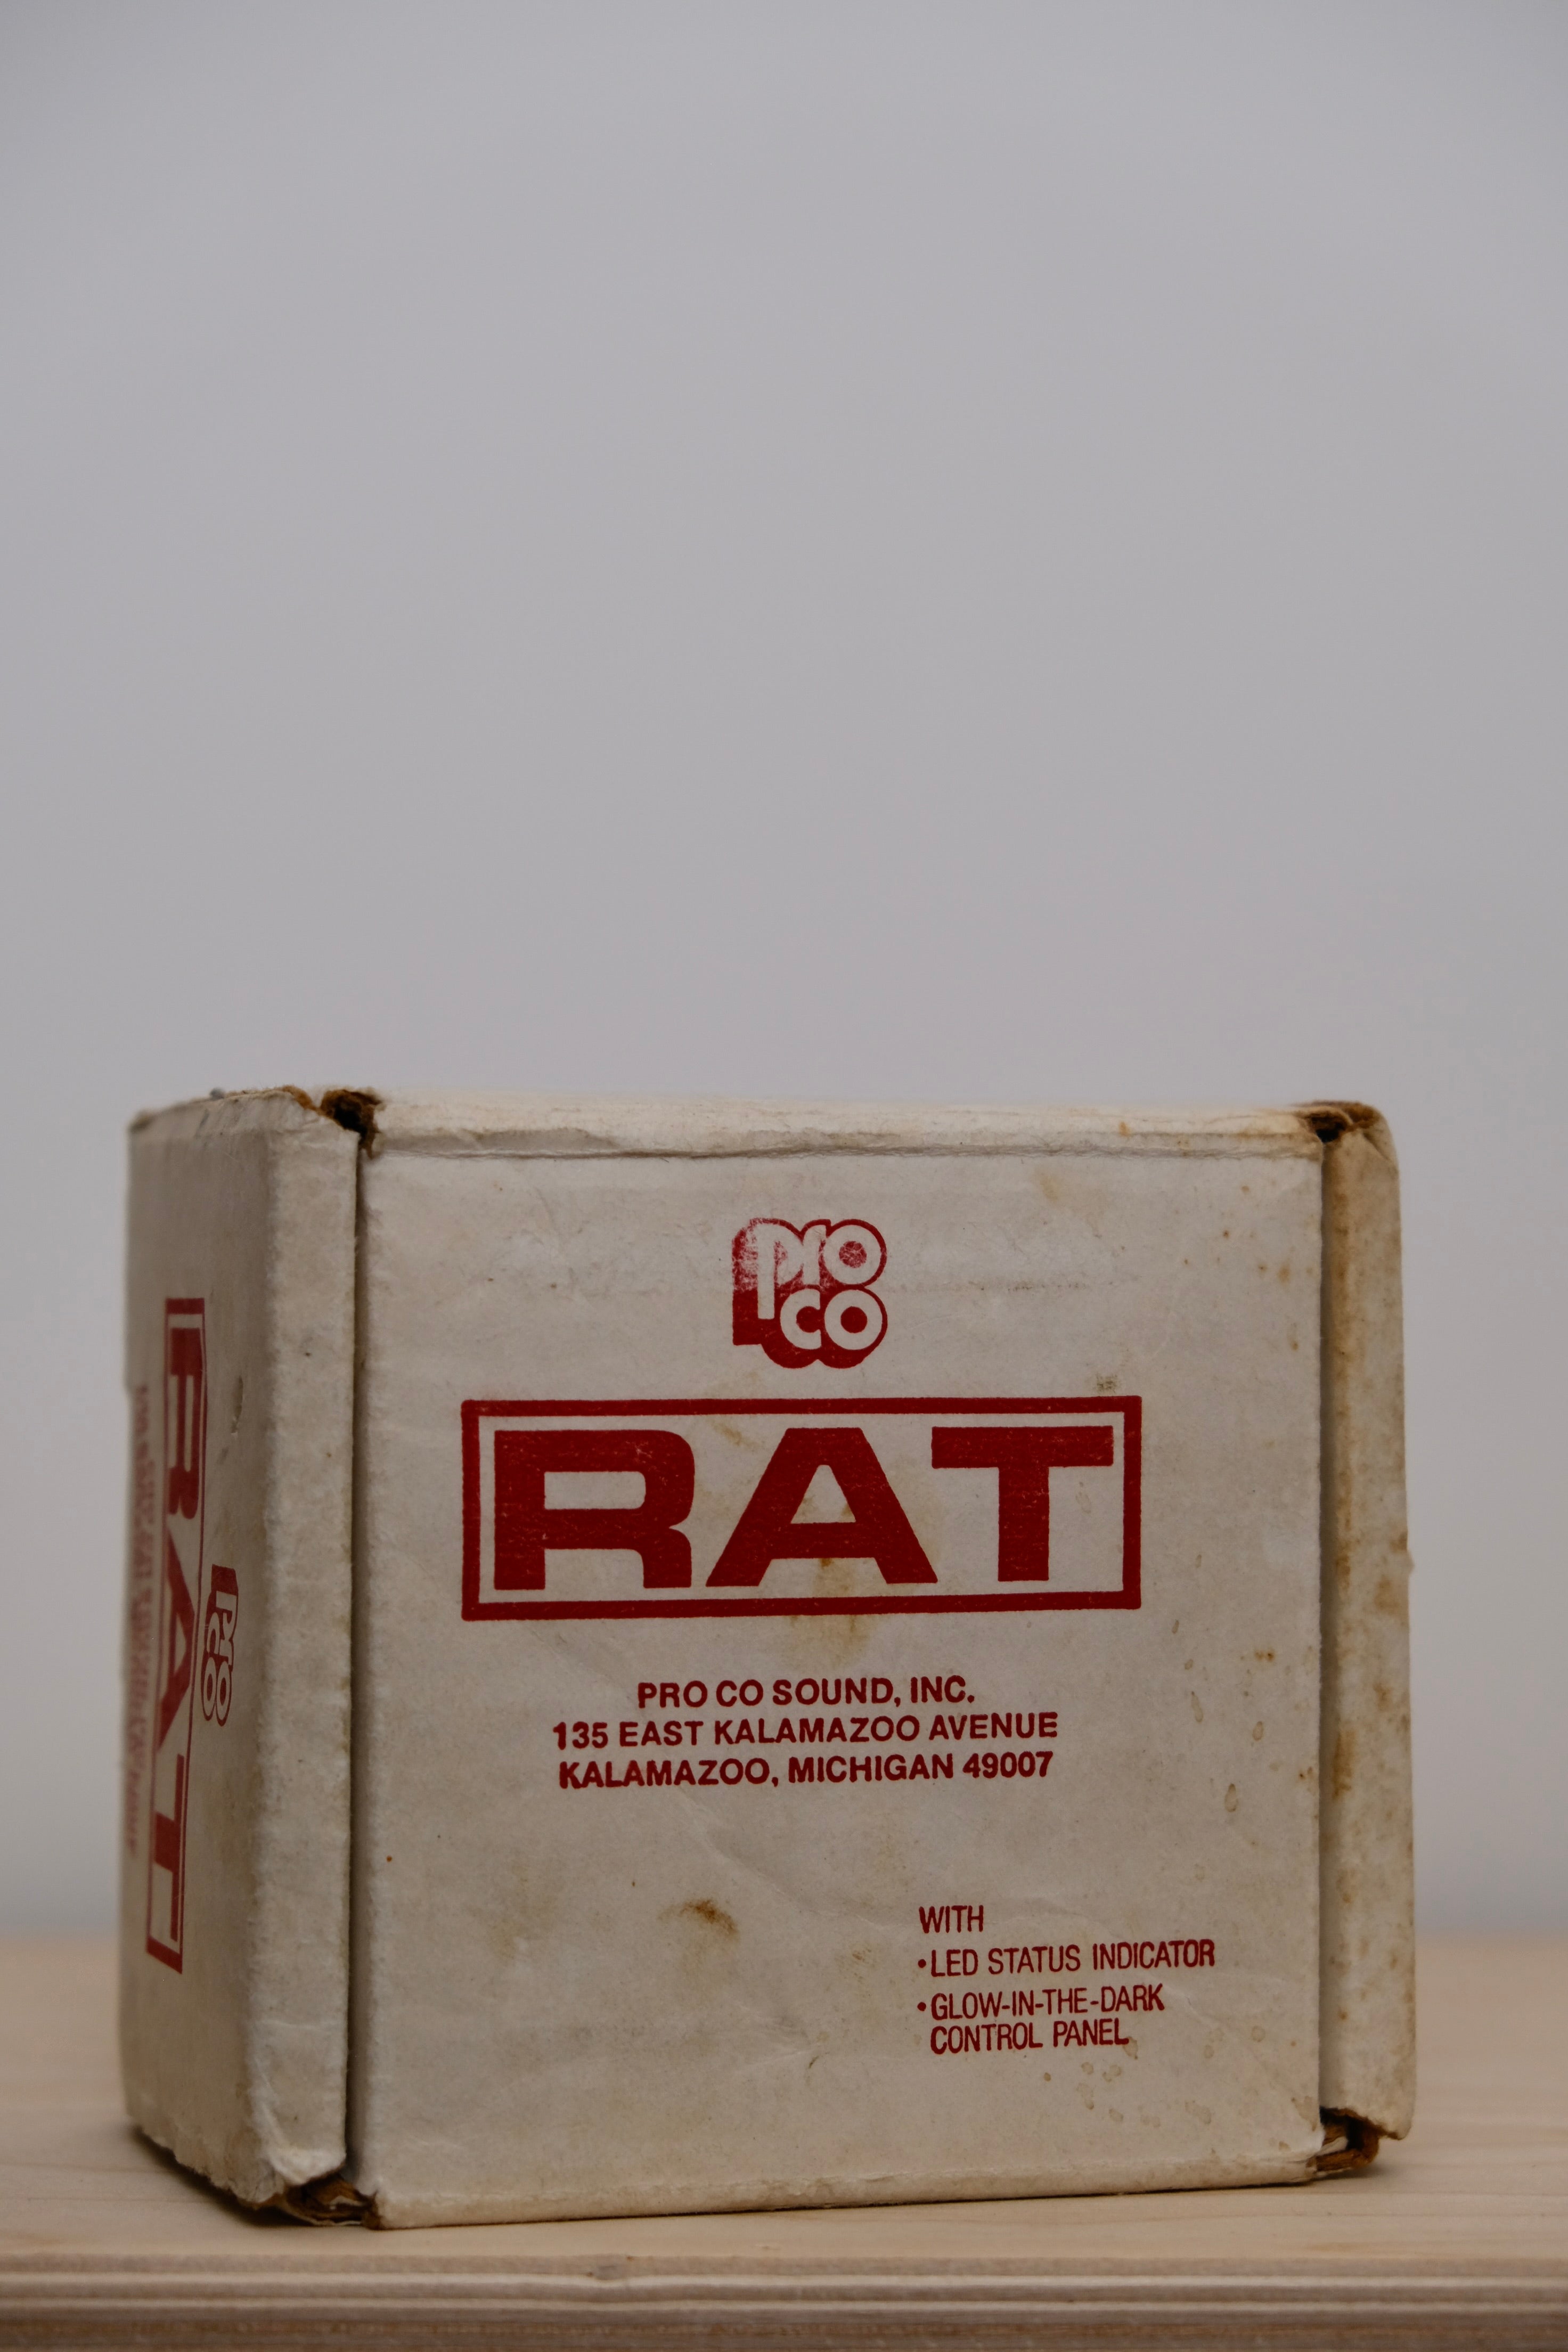 pro
co
RAT
PRO CO SOUND, INC.
135 EAST KALAMAZOO AVENUE
KALAMAZOO, MICHIGAN 49007
WITH
•LED STATUS INDICATOR
•GLOW-IN-THE-DARK
CONTROL PANEL
pro
co
RAT